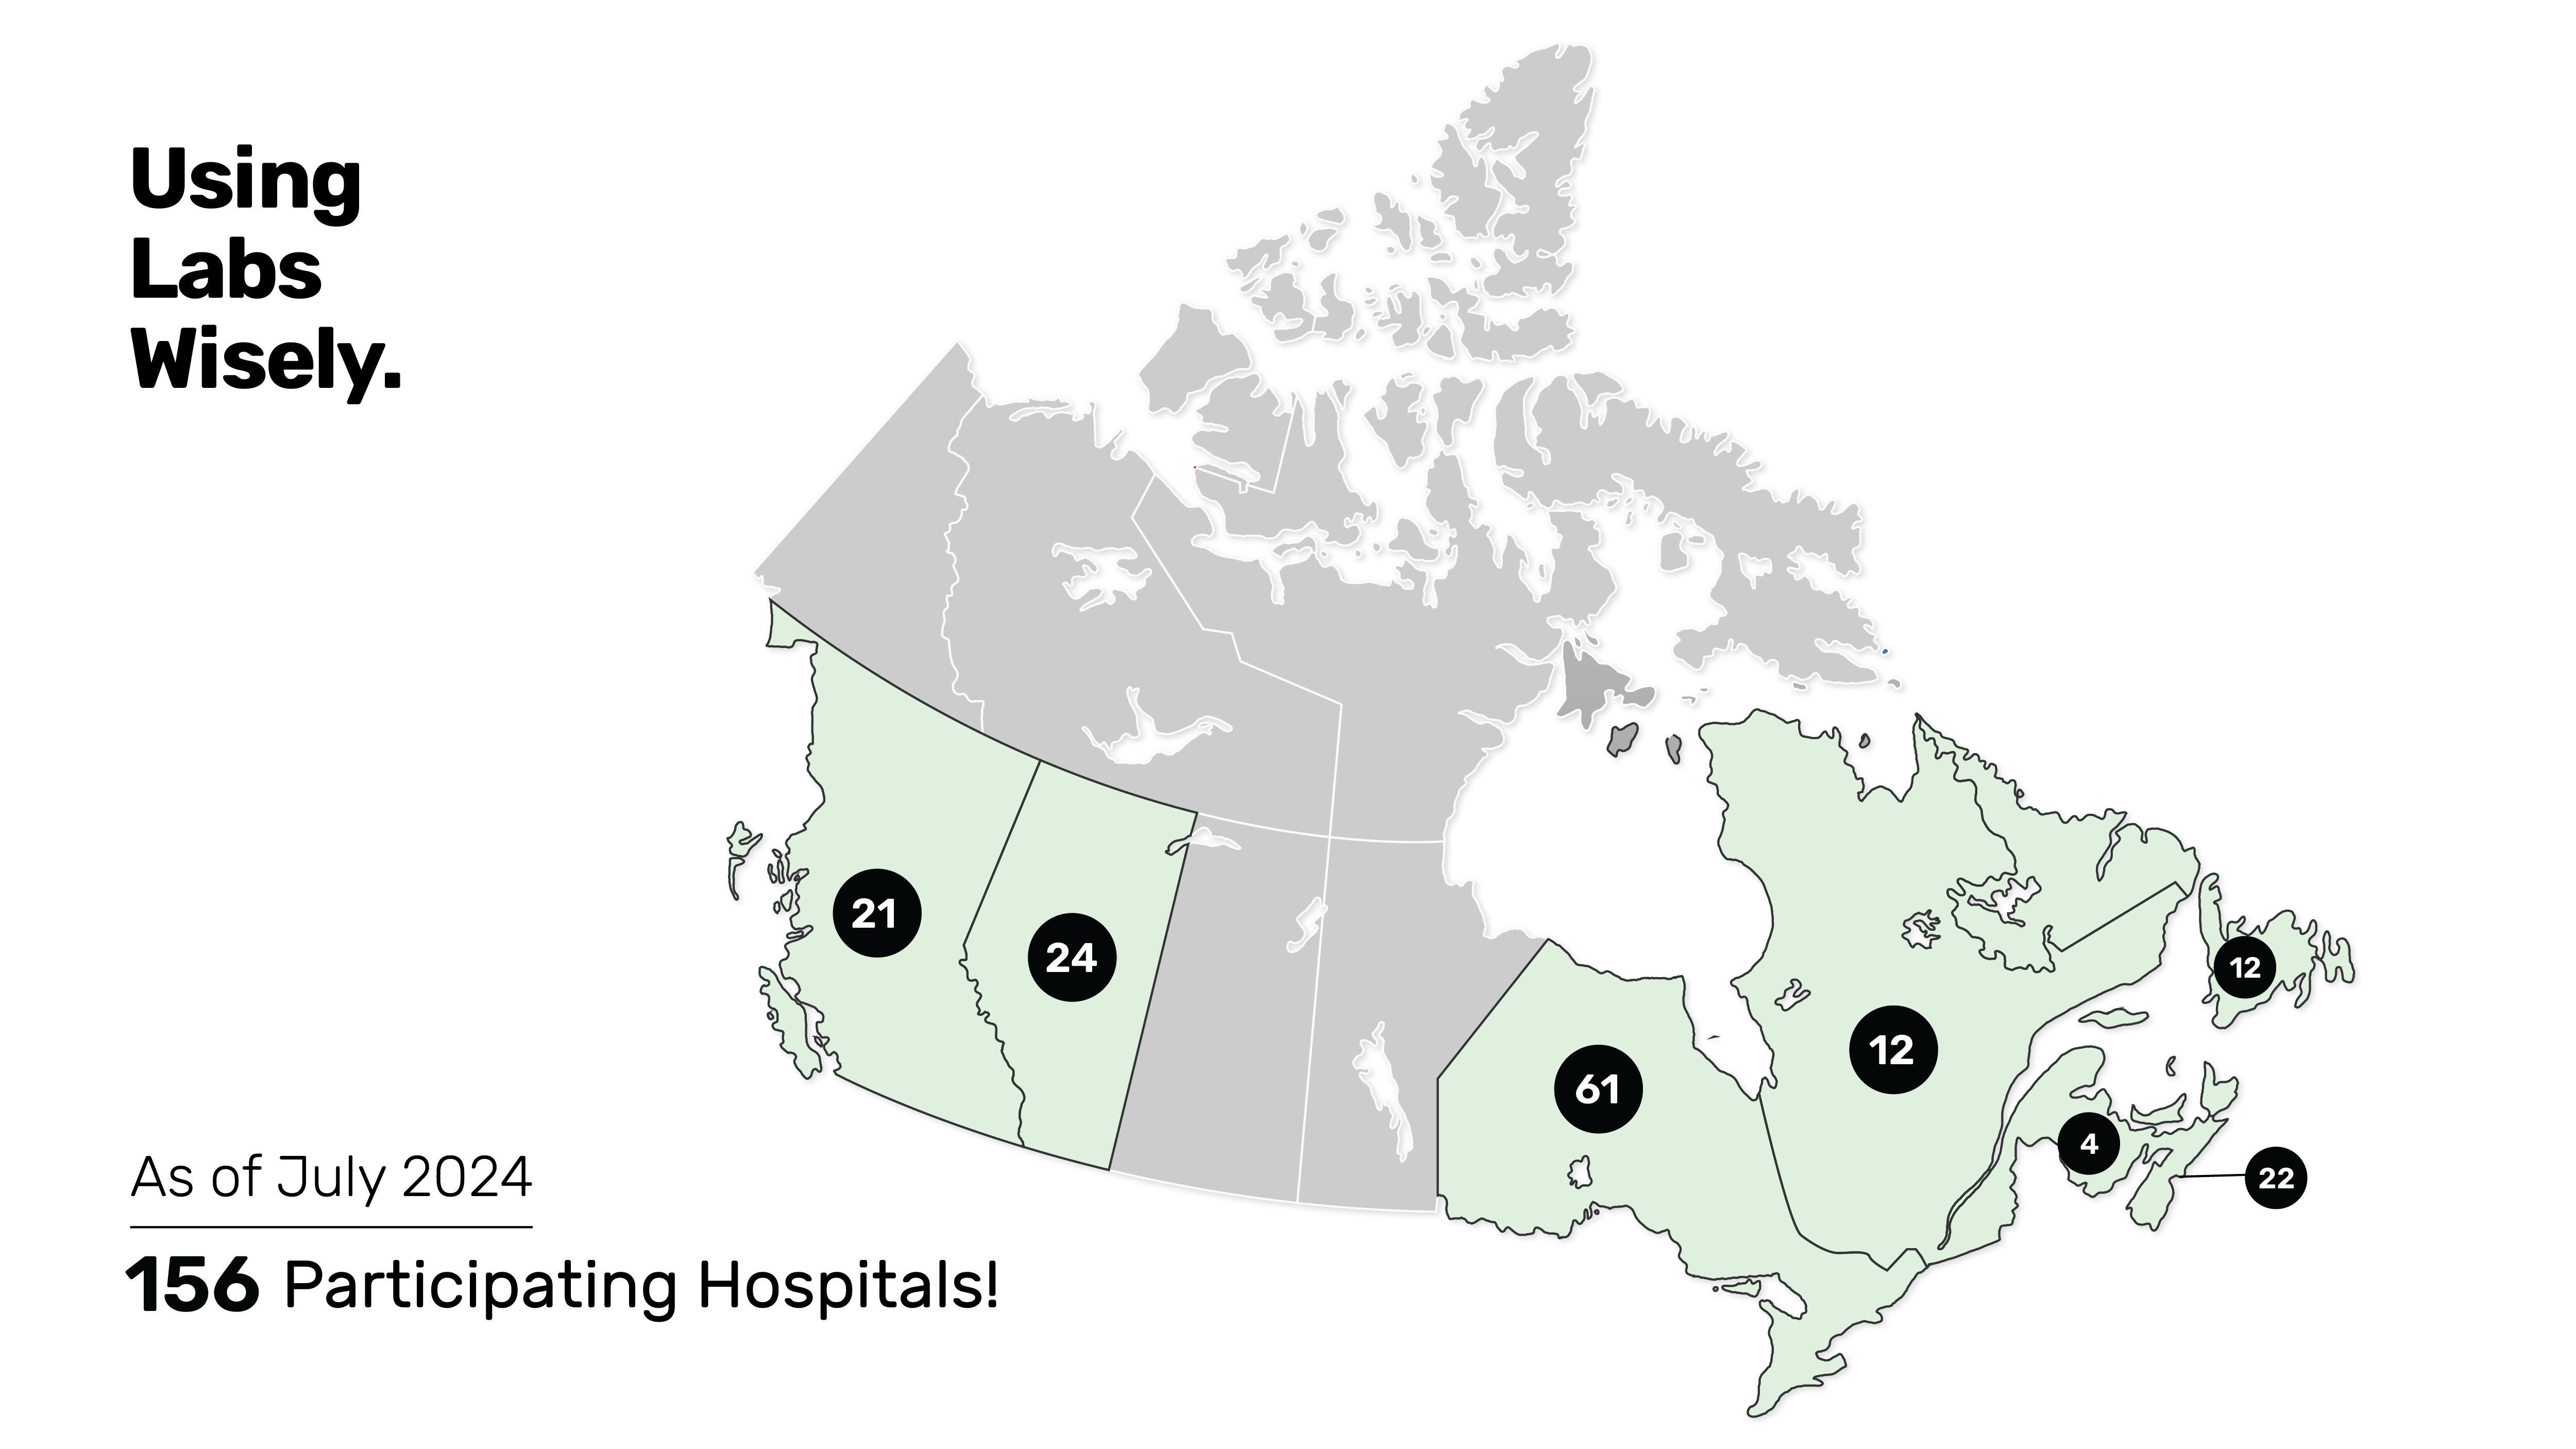 Using
Labs
Wisely.
21
24
61
12
12
4
22
As of July 2024
156 Participating Hospitals!